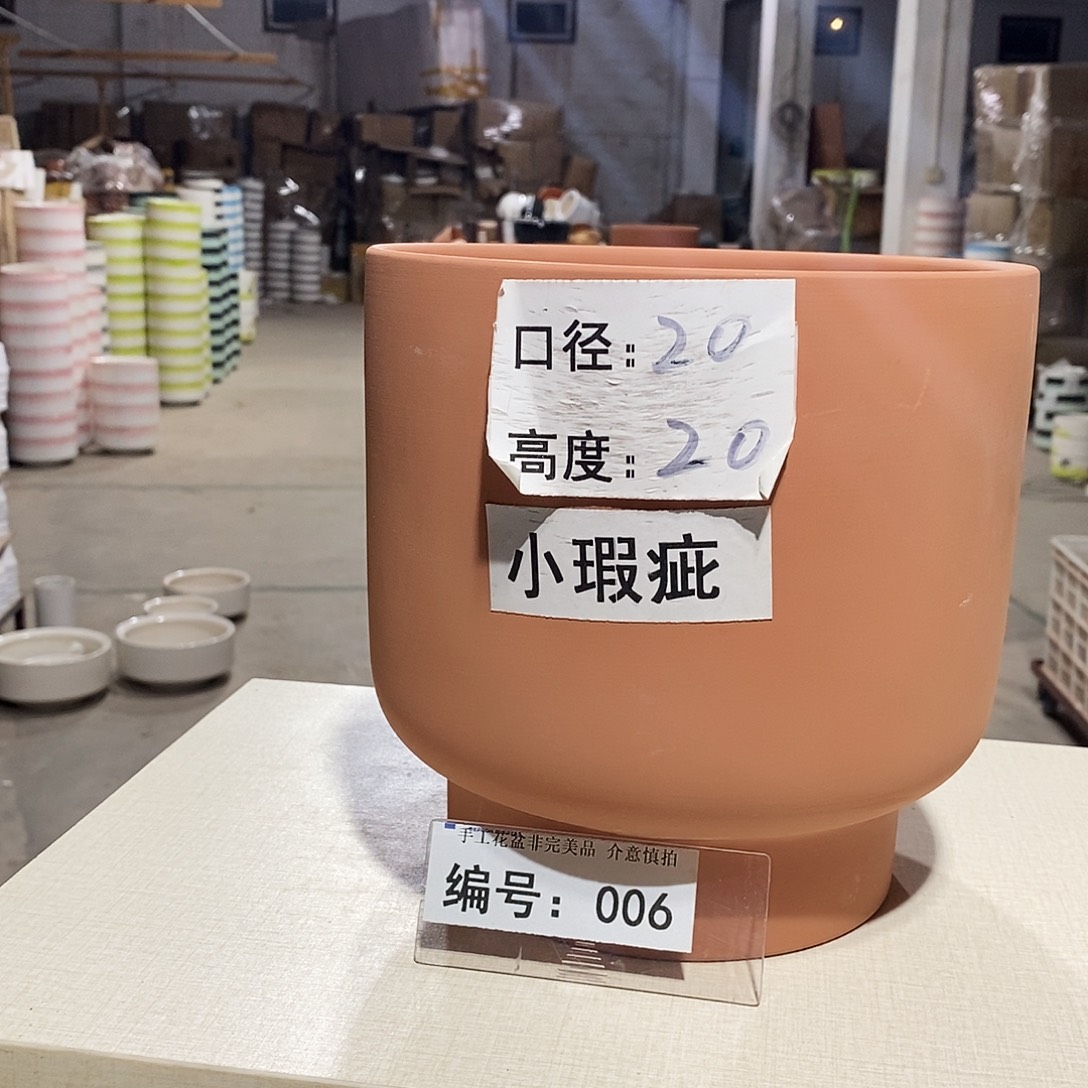 口径：20
高度：20
小瑕疵
手工花盆非完美品 介意慎拍
编号：006